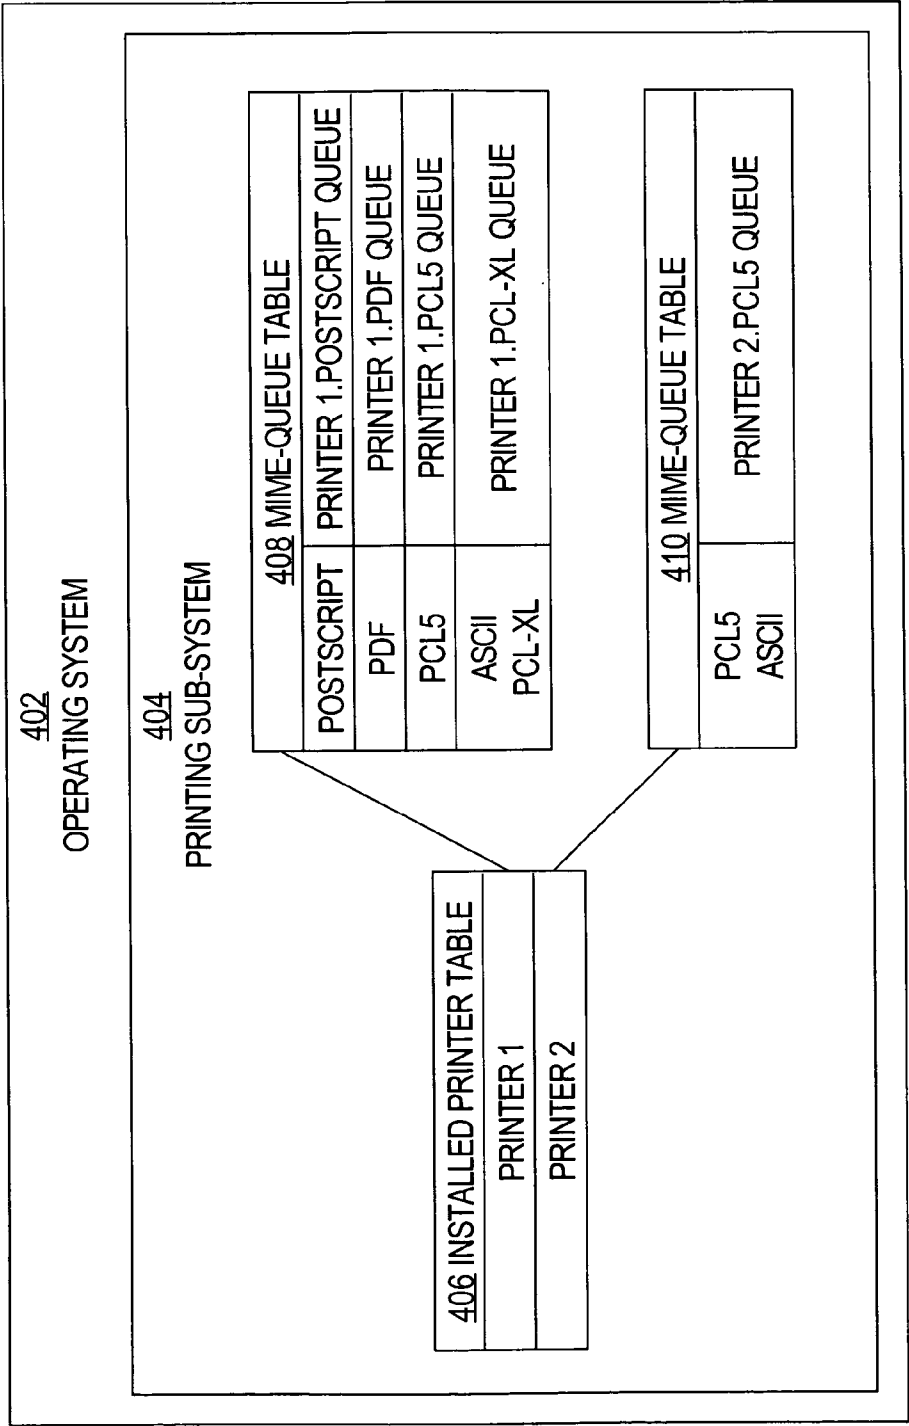 402
OPERATING SYSTEM
404
PRINTING SUB-SYSTEM
406 INSTALLED PRINTER TABLE
PRINTER 1
PRINTER 2
408 MIME-QUEUE TABLE
POSTSCRIPT PRINTER 1.POSTSCRIPT QUEUE
PDF PRINTER 1.PDF QUEUE
PCL5 PRINTER 1.PCL5 QUEUE
ASCII
PCL-XL
PRINTER 1.PCL-XL QUEUE
410 MIME-QUEUE TABLE
PCL5
ASCII
PRINTER 2.PCL5 QUEUE